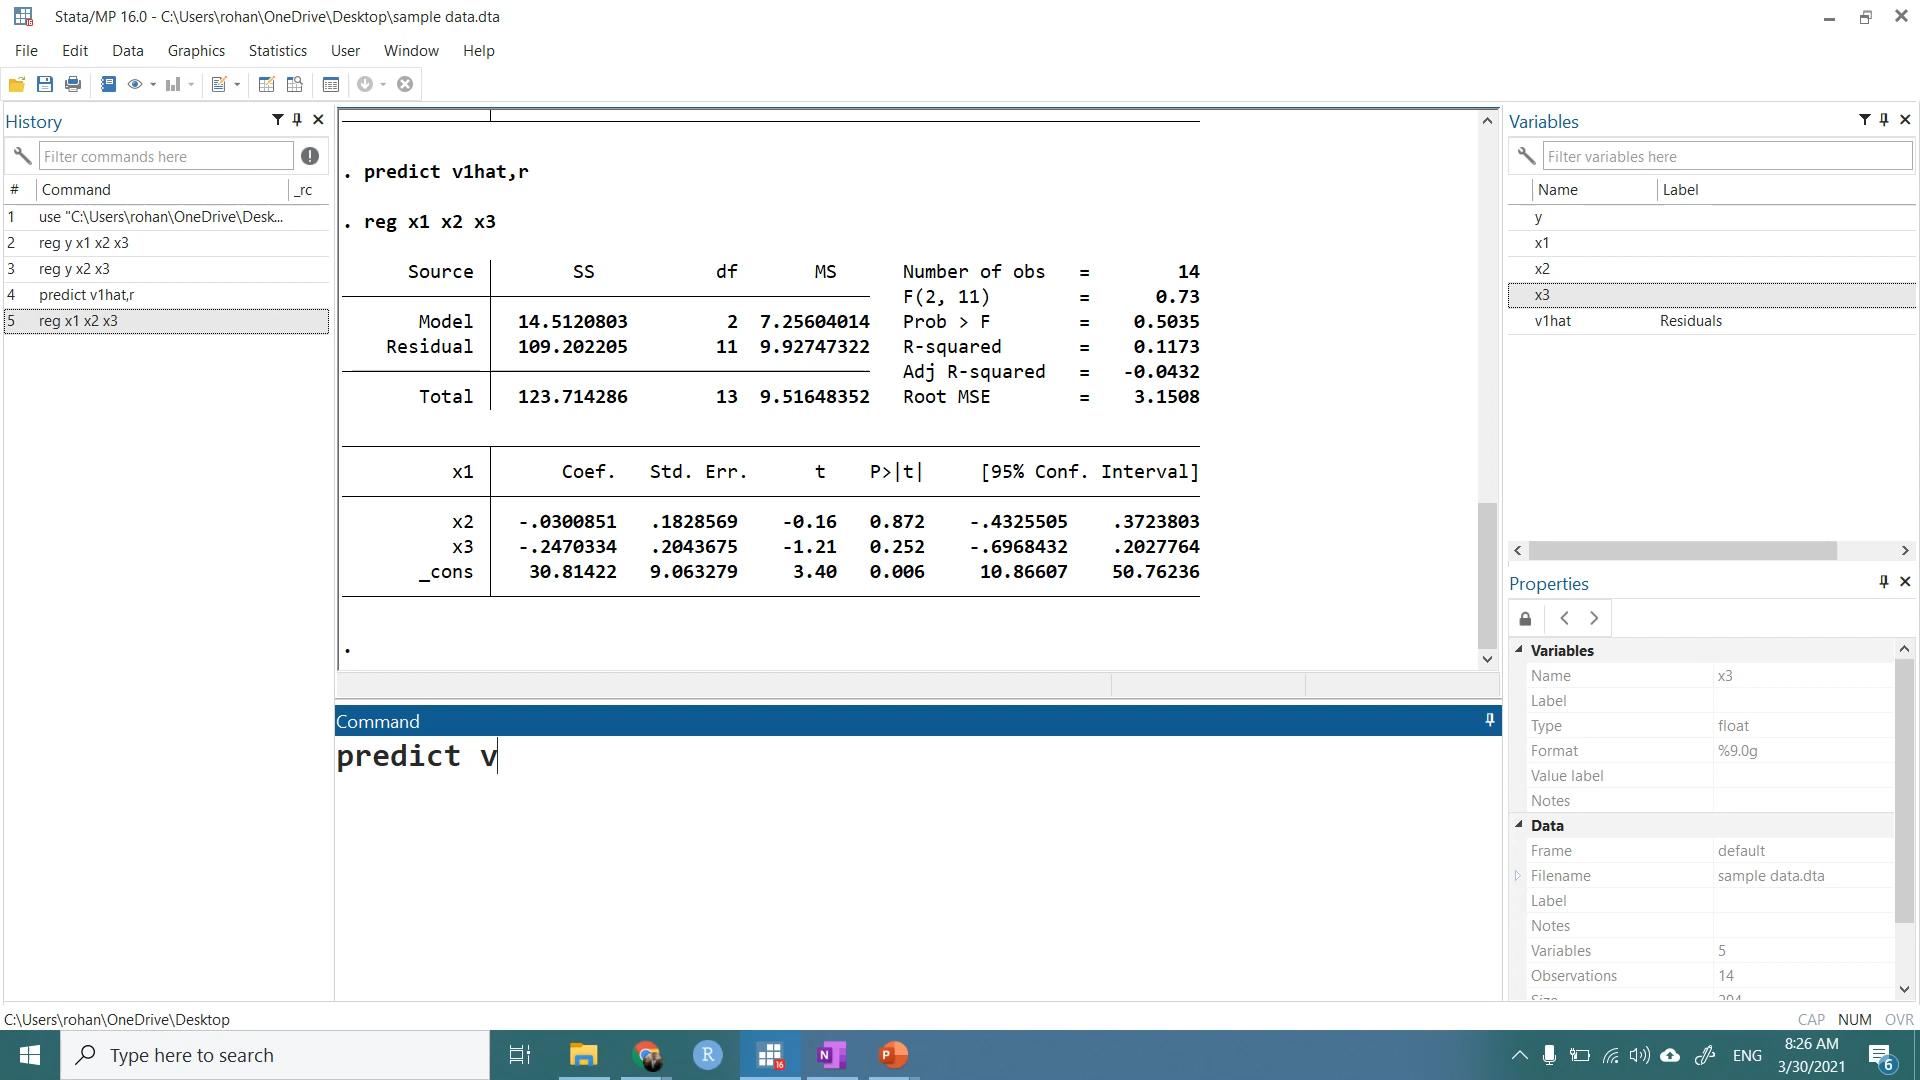 Stata/MP 16.0 - C:\Users\rohan\OneDrive\Desktop\sample data.dta
File Edit Data Graphics Statistics User Window Help
History
Filter commands here
# Command _rc
1 use "C:\Users\rohan\OneDrive\Desk...
2 reg y x1 x2 x3
3 reg y x2 x3
4 predict v1hat,r
5 reg x1 x2 x3
. predict v1hat,r
. reg x1 x2 x3
Source SS df MS Number of obs = 14
F(2, 11) = 0.73
Model 14.5120803 2 7.25604014 Prob > F = 0.5035
Residual 109.202205 11 9.92747322 R-squared = 0.1173
Adj R-squared = -0.0432
Total 123.714286 13 9.51648352 Root MSE = 3.1508
x1 Coef. Std. Err. t P>|t| [95% Conf. Interval]
x2 -.0300851 .1828569 -0.16 0.872 -.4325505 .3723803
x3 -.2470334 .2043675 -1.21 0.252 -.6968432 .2027764
_cons 30.81422 9.063279 3.40 0.006 10.86607 50.76236
.
Command
predict v
Variables
Filter variables here
Name Label
y
x1
x2
x3
v1hat Residuals
Properties
Variables
Name x3
Label
Type float
Format %9.0g
Value label
Notes
Data
Frame default
Filename sample data.dta
Label
Notes
Variables 5
Observations 14
C:\Users\rohan\OneDrive\Desktop
CAP NUM OVR
Type here to search
R
16
N
P
ENG
8:26 AM
3/30/2021
6